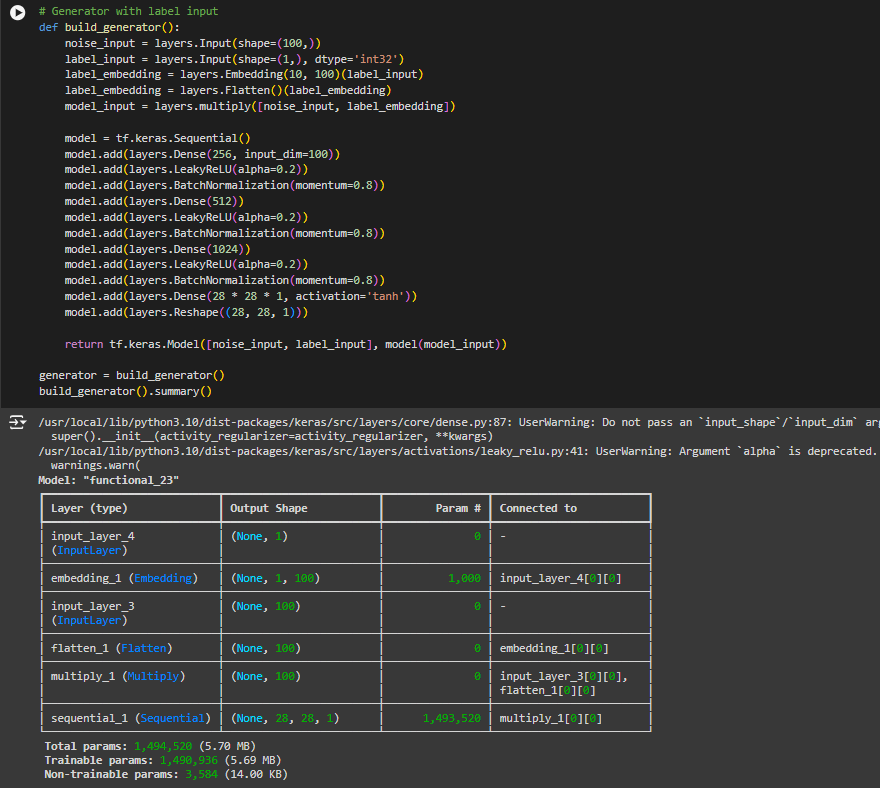 # Generator with label input
def build_generator():
    noise_input = layers.Input(shape=(100,))
    label_input = layers.Input(shape=(1,), dtype='int32')
    label_embedding = layers.Embedding(10, 100)(label_input)
    label_embedding = layers.Flatten()(label_embedding)
    model_input = layers.multiply([noise_input, label_embedding])

    model = tf.keras.Sequential()
    model.add(layers.Dense(256, input_dim=100))
    model.add(layers.LeakyReLU(alpha=0.2))
    model.add(layers.BatchNormalization(momentum=0.8))
    model.add(layers.Dense(512))
    model.add(layers.LeakyReLU(alpha=0.2))
    model.add(layers.BatchNormalization(momentum=0.8))
    model.add(layers.Dense(1024))
    model.add(layers.LeakyReLU(alpha=0.2))
    model.add(layers.BatchNormalization(momentum=0.8))
    model.add(layers.Dense(28 * 28 * 1, activation='tanh'))
    model.add(layers.Reshape((28, 28, 1)))

    return tf.keras.Model([noise_input, label_input], model(model_input))

generator = build_generator()
build_generator().summary()
/usr/local/lib/python3.10/dist-packages/keras/src/layers/core/dense.py:87: UserWarning: Do not pass an `input_shape`/`input_dim` arg
  super().__init__(activity_regularizer=activity_regularizer, **kwargs)
/usr/local/lib/python3.10/dist-packages/keras/src/layers/activations/leaky_relu.py:41: UserWarning: Argument `alpha` is deprecated.
  warnings.warn(
Model: "functional_23"
Layer (type) Output Shape Param # Connected to
input_layer_4 (None, 1) 0 -
(InputLayer)
embedding_1 (Embedding) (None, 1, 100) 1,000 input_layer_4[0][0]
input_layer_3 (None, 100) 0 -
(InputLayer)
flatten_1 (Flatten) (None, 100) 0 embedding_1[0][0]
multiply_1 (Multiply) (None, 100) 0 input_layer_3[0][0],
flatten_1[0][0]
sequential_1 (Sequential) (None, 28, 28, 1) 1,493,520 multiply_1[0][0]
Total params: 1,494,520 (5.70 MB)
Trainable params: 1,490,936 (5.69 MB)
Non-trainable params: 3,584 (14.00 KB)